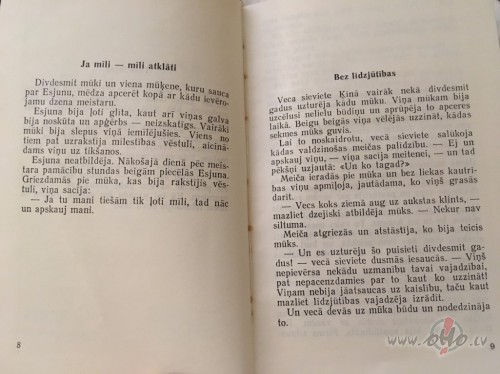 Ja mīli — mīli atklāti
Divdesmit mūki un viena mūķene, kuru sauca
par Esjunu, mēdza apcerēt kopā ar kādu ievēro-
jamu dzena meistaru.
Esjuna bija ļoti glīta, kaut arī viņas galva
bija noskūta un apģērbs — neizskatīgs. Vairāki
mūki bija slepus viņā iemīlējušies. Viens no
tiem pat uzrakstīja mīlestības vēstuli, aicinā-
dams viņu uz tikšanos.
Esjuna neatbildēja. Nākošajā dienā pēc meis-
tara pamācību stundas beigām piecēlās Esjuna.
Griezdamās pie mūka, kas bija rakstījis vēs-
tuli, viņa sacīja:
— Ja tu mani tiešām tik ļoti mīli, tad nāc
un apskauj mani.
8
Bez līdzjūtības
Veca sieviete Ķīnā vairāk nekā divdesmit
gadus uzturēja kādu mūku. Viņa mūkam bija
uzcēlusi nelielu būdiņu un aprūpēja to apceres
laikā. Beigu beigās viņa vēlējās uzzināt, kādas
sekmes mūks guvis.
Lai to noskaidrotu, vecā sieviete salūkoja
kādas valdzinošas meičas palīdzību. — Ej un
apskauj viņu, — viņa sacīja meitenei — un tad
pēkšņi uzjautā: «Un ko tagad?»
Meiča ieradās pie mūka un bez liekas kautrī-
bas viņu apmīļoja, jautādama, ko viņš grasās
darīt.
— Vecs koks ziemā aug uz aukstas klints, —
mazliet dzejiski atbildēja mūks. — Nekur nav
siltuma.
Meiča atgriezās un atstāstīja, ko bija teicis
mūks.
— Un es uzturēju šo puisieti divdesmit ga-
dus! — vecā sieviete dusmās iesaucās. — Viņš
nepievērsa nekādu uzmanību tavai vajadzībai,
pat nepacenzdamies par to kaut ko uzzināt!
Viņam nebija jāatsaucas uz kaislību, taču kaut
mazliet līdzjūtības vajadzēja izrādīt.
Un vecā devās uz mūka būdu un nodedzināja
to.
9
oHo.lv